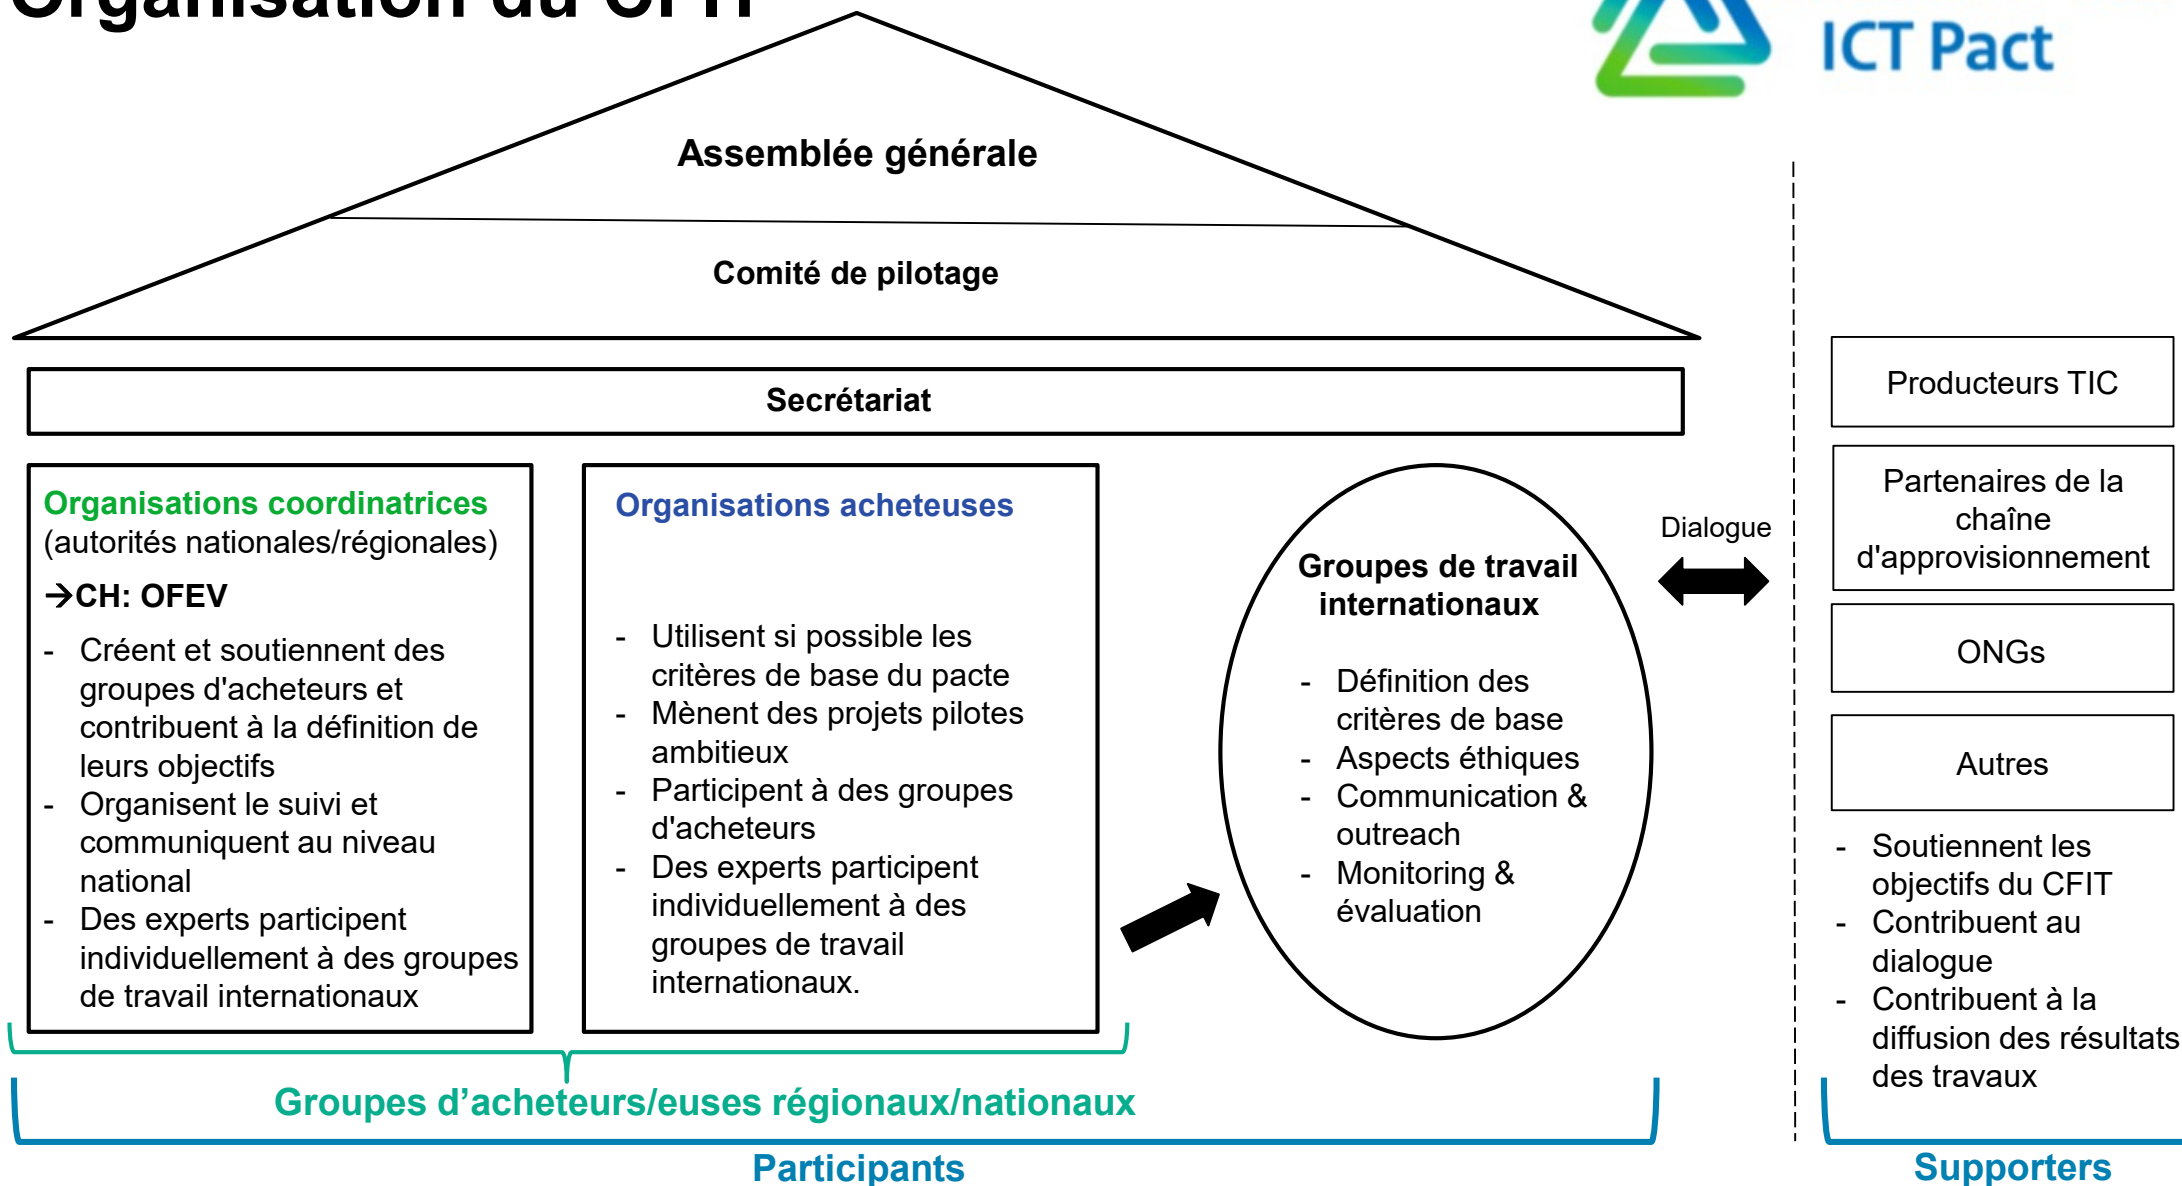 Organisation du CFIT
ICT Pact
Assemblée générale
Comité de pilotage
Secrétariat
Organisations coordinatrices
(autorités nationales/régionales)
→CH: OFEV
- Créent et soutiennent des
groupes d'acheteurs et
contribuent à la définition de
leurs objectifs
- Organisent le suivi et
communiquent au niveau
national
- Des experts participent
individuellement à des groupes
de travail internationaux
Organisations acheteuses
- Utilisent si possible les
critères de base du pacte
- Mènent des projets pilotes
ambitieux
- Participent à des groupes
d'acheteurs
- Des experts participent
individuellement à des
groupes de travail
internationaux.
Groupes de travail
internationaux
- Définition des
critères de base
- Aspects éthiques
- Communication &
outreach
- Monitoring &
évaluation
Dialogue
Producteurs TIC
Partenaires de la
chaîne
d'approvisionnement
ONGs
Autres
- Soutiennent les
objectifs du CFIT
- Contribuent au
dialogue
- Contribuent à la
diffusion des résultats
des travaux
Groupes d’acheteurs/euses régionaux/nationaux
Participants
Supporters